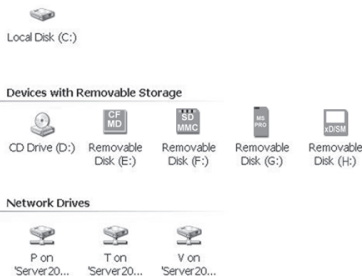 Local Disk (C:)
Devices with Removable Storage
CF MD
SD MMC
MS PRO
xD/SM
CD Drive (D:)
Removable Disk (E:)
Removable Disk (F:)
Removable Disk (G:)
Removable Disk (H:)
Network Drives
P on 'Server20...
T on 'Server20...
V on 'Server20...